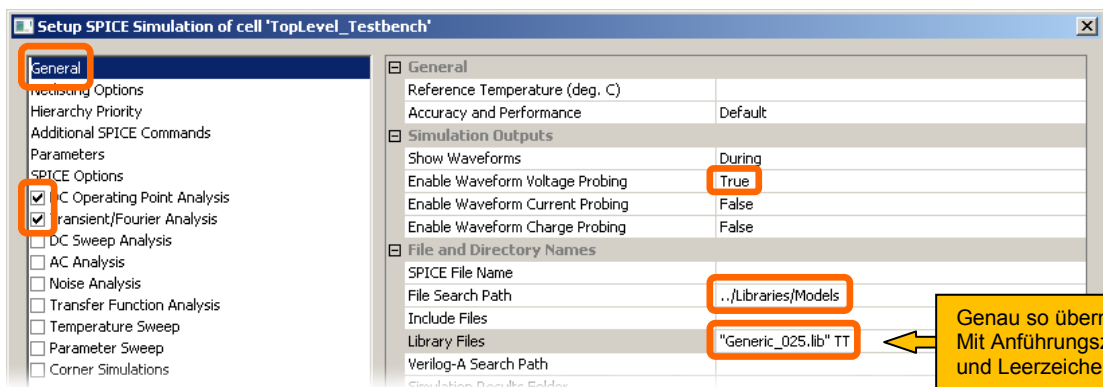 Setup SPICE Simulation of cell 'TopLevel_Testbench'
General
Netlisting Options
Hierarchy Priority
Additional SPICE Commands
Parameters
SPICE Options
DC Operating Point Analysis
Transient/Fourier Analysis
DC Sweep Analysis
AC Analysis
Noise Analysis
Transfer Function Analysis
Temperature Sweep
Parameter Sweep
Corner Simulations
General
Reference Temperature (deg. C)
Accuracy and Performance Default
Simulation Outputs
Show Waveforms During
Enable Waveform Voltage Probing True
Enable Waveform Current Probing False
Enable Waveform Charge Probing False
File and Directory Names
SPICE File Name
File Search Path ../Libraries/Models
Include Files
Library Files "Generic_025.lib" TT
Verilog-A Search Path
Simulation Results Folder
Genau so
Mit
und